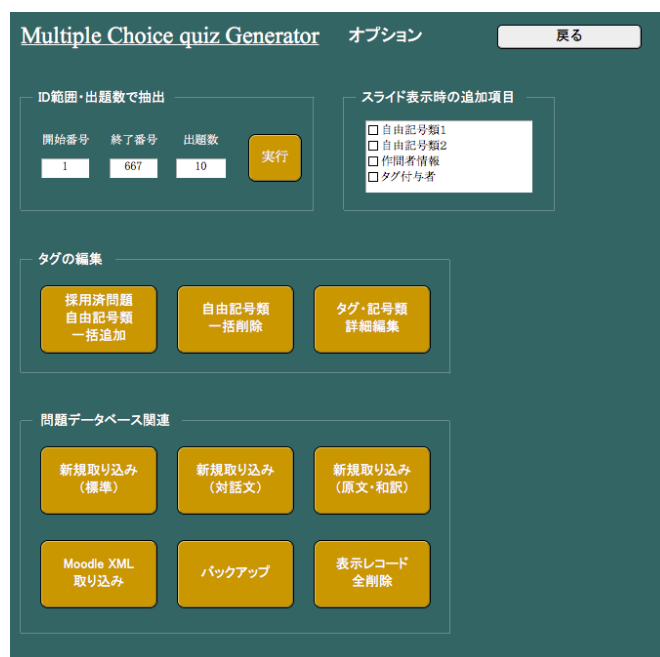 Multiple Choice quiz Generator オプション 戻る
ID範囲・出題数で抽出
開始番号 終了番号 出題数
1 667 10
実行
スライド表示時の追加項目
自由記号類1
自由記号類2
作問者情報
タグ付与者
タグの編集
採用済問題
自由記号類
一括追加
自由記号類
一括削除
タグ・記号類
詳細編集
問題データベース関連
新規取り込み
(標準)
新規取り込み
(対話文)
新規取り込み
(原文・和訳)
Moodle XML
取り込み
バックアップ
表示レコード
全削除